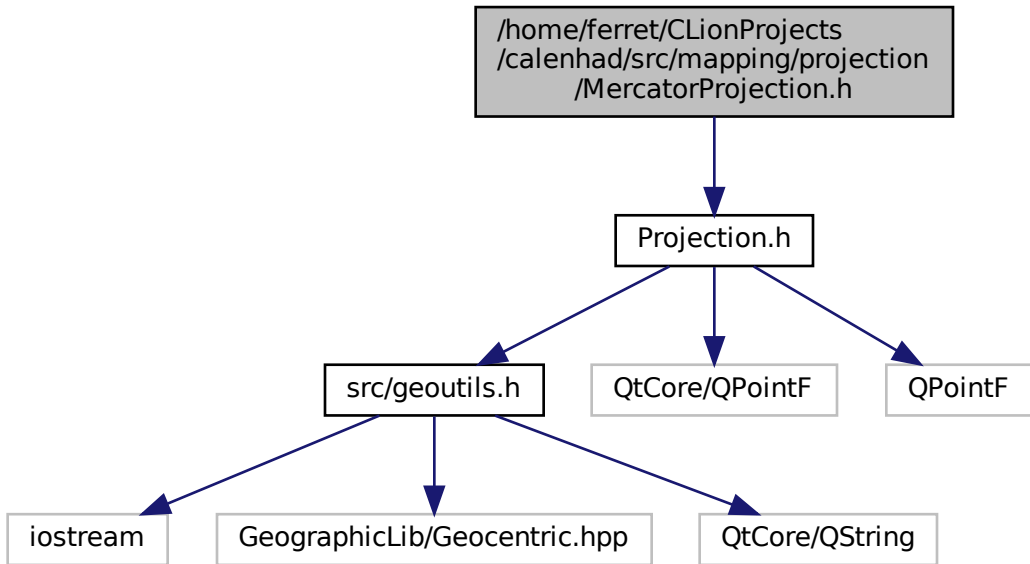 /home/ferret/CLionProjects
/calenhad/src/mapping/projection
/MercatorProjection.h
Projection.h
src/geoutils.h
QtCore/QPointF
QPointF
iostream
GeographicLib/Geocentric.hpp
QtCore/QString